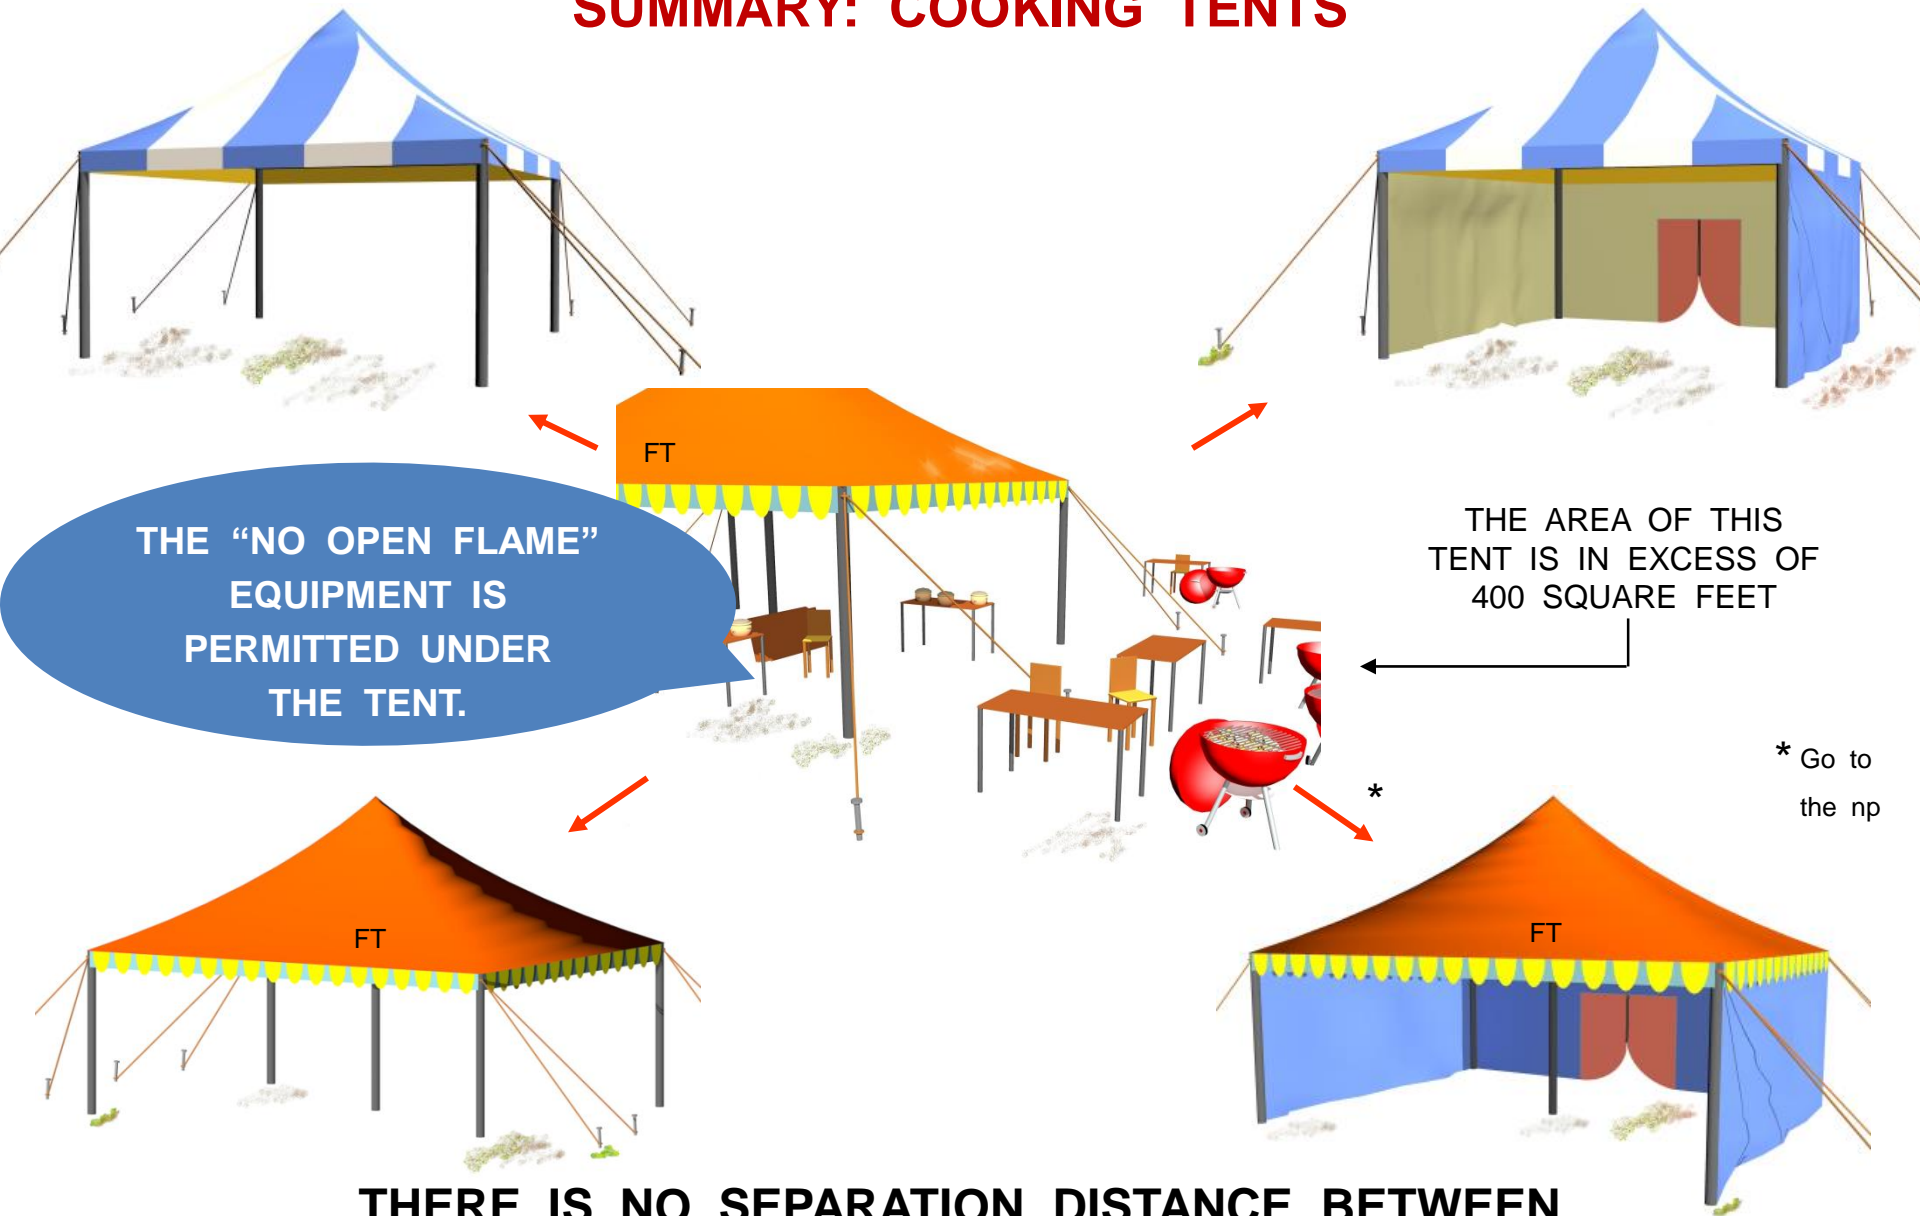 SUMMARY: COOKING TENTS
FT
THE “NO OPEN FLAME”
EQUIPMENT IS
PERMITTED UNDER
THE TENT.
THE AREA OF THIS
TENT IS IN EXCESS OF
400 SQUARE FEET
* Go to
the np
*
FT
FT
THERE IS NO SEPARATION DISTANCE BETWEEN